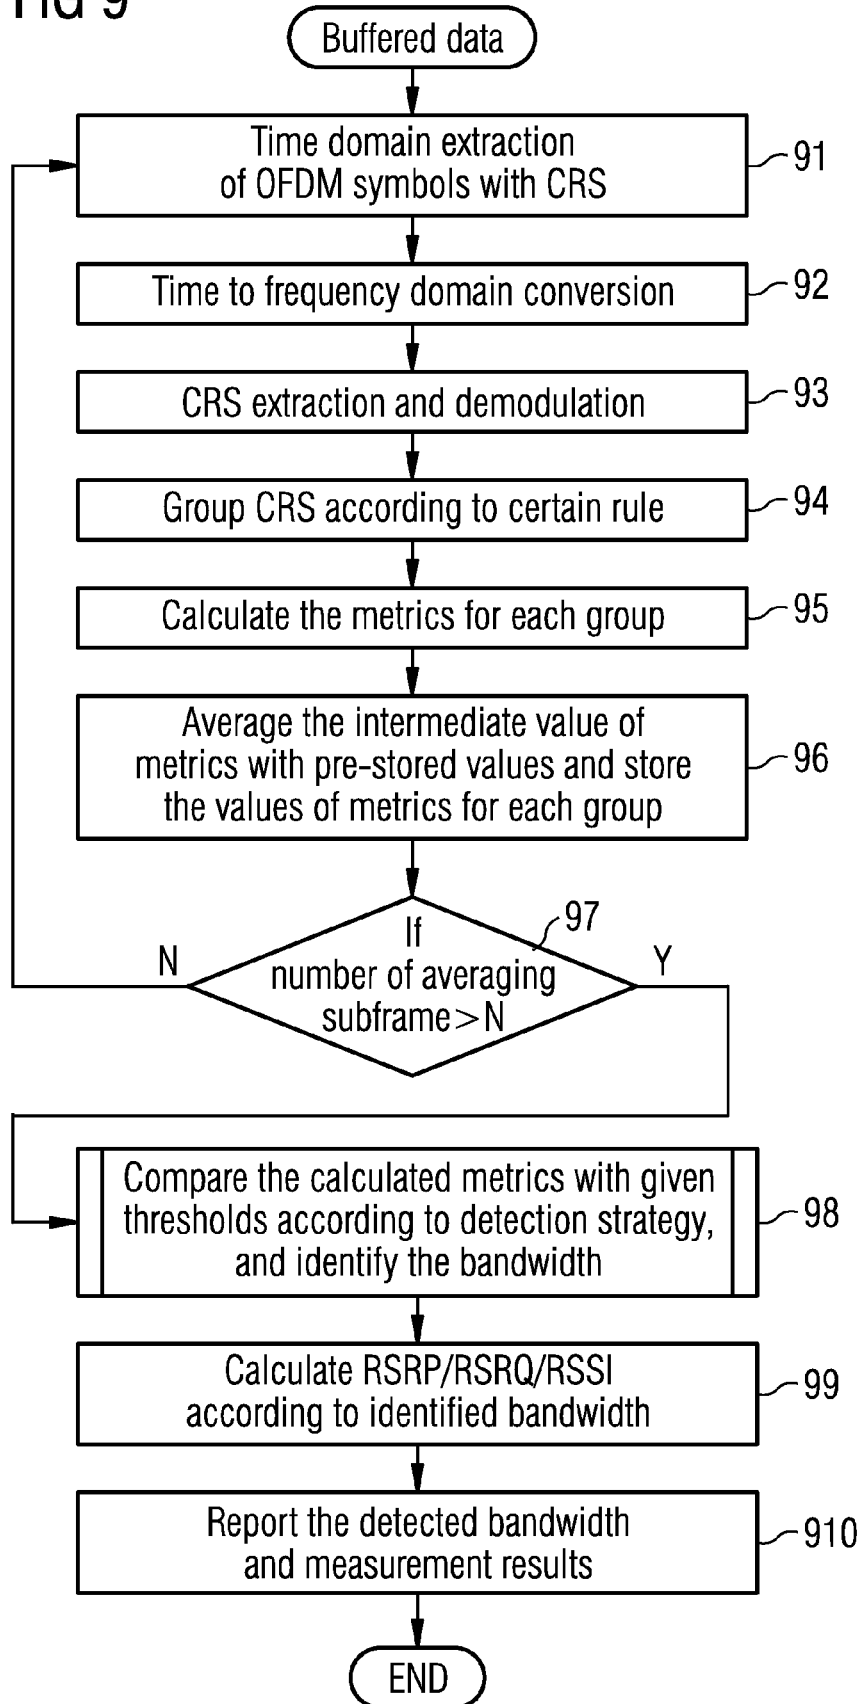 FIG 9
Buffered data
Time domain extraction
of OFDM symbols with CRS
91
Time to frequency domain conversion
92
CRS extraction and demodulation
93
Group CRS according to certain rule
94
Calculate the metrics for each group
95
Average the intermediate value of
metrics with pre-stored values and store
the values of metrics for each group
96
97
If
number of averaging
subframe>N
N
Y
Compare the calculated metrics with given
thresholds according to detection strategy,
and identify the bandwidth
98
Calculate RSRP/RSRQ/RSSI
according to identified bandwidth
99
Report the detected bandwidth
and measurement results
910
END